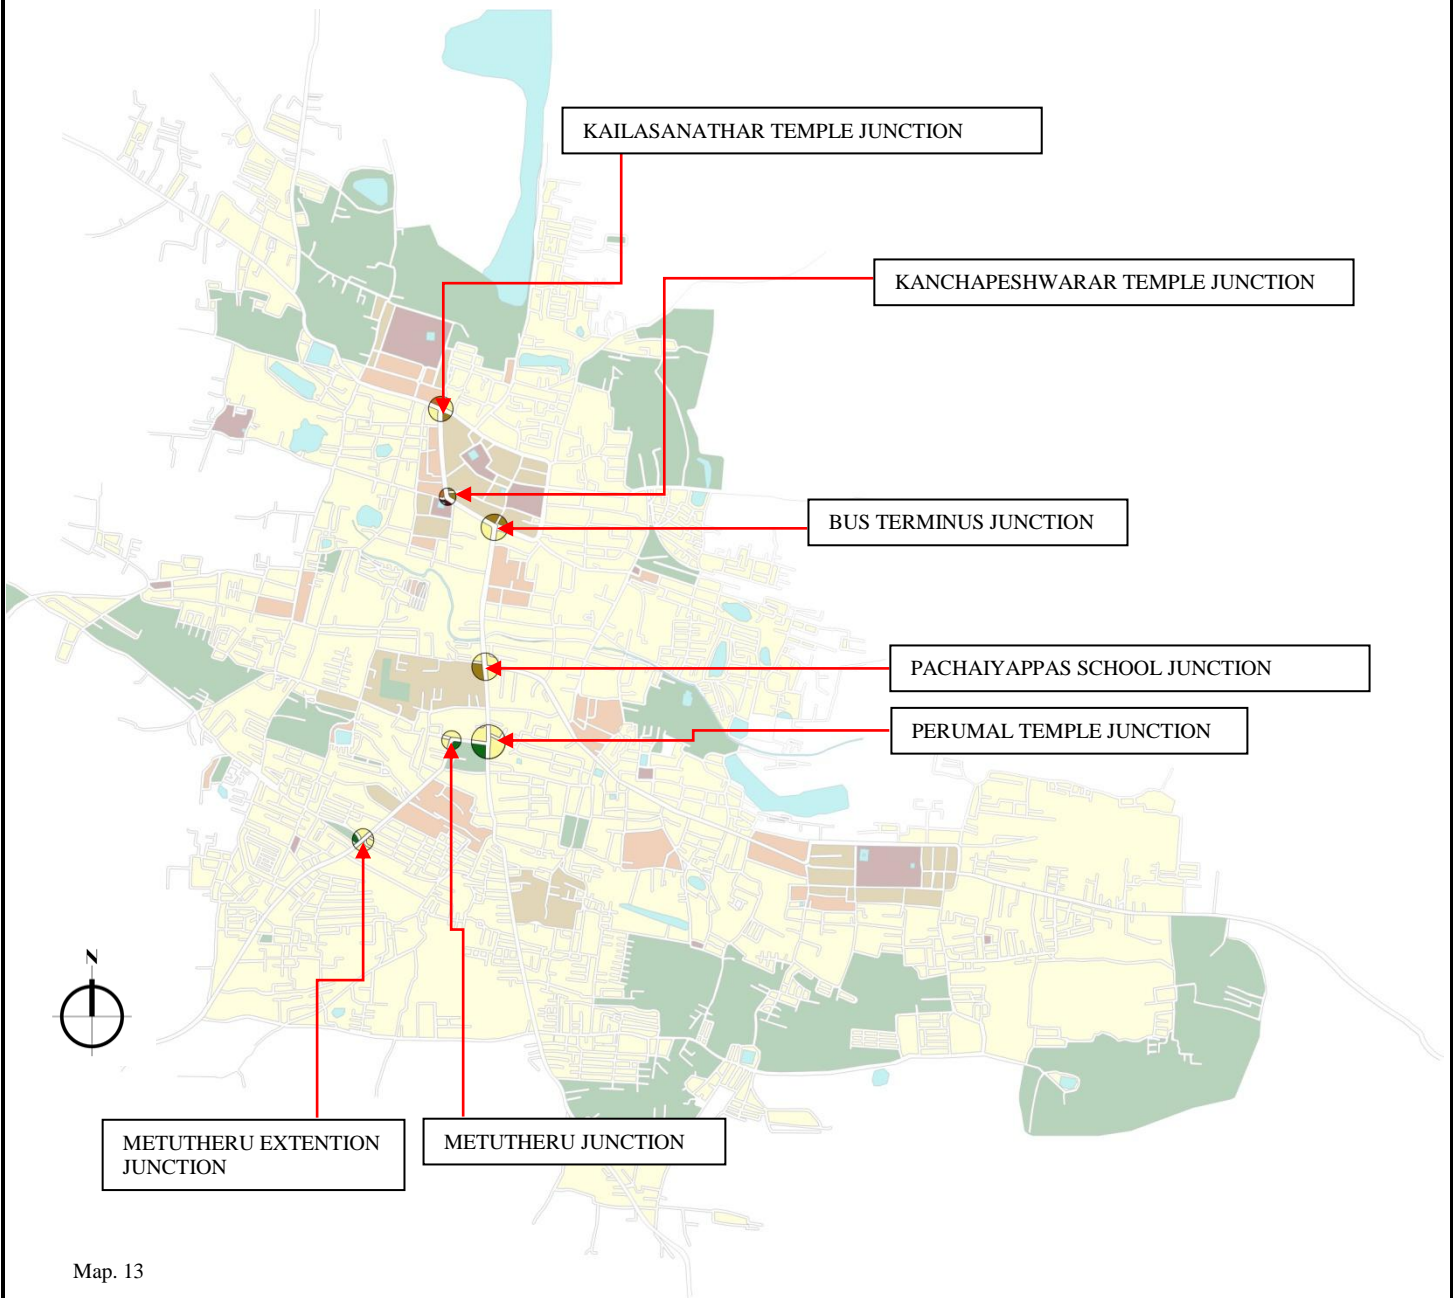 KAILASANATHAR TEMPLE JUNCTION
KANCHAPESHWARAR TEMPLE JUNCTION
BUS TERMINUS JUNCTION
PACHAIYAPPAS SCHOOL JUNCTION
PERUMAL TEMPLE JUNCTION
N
METUTHERU EXTENTION
JUNCTION
METUTHERU JUNCTION
Map. 13